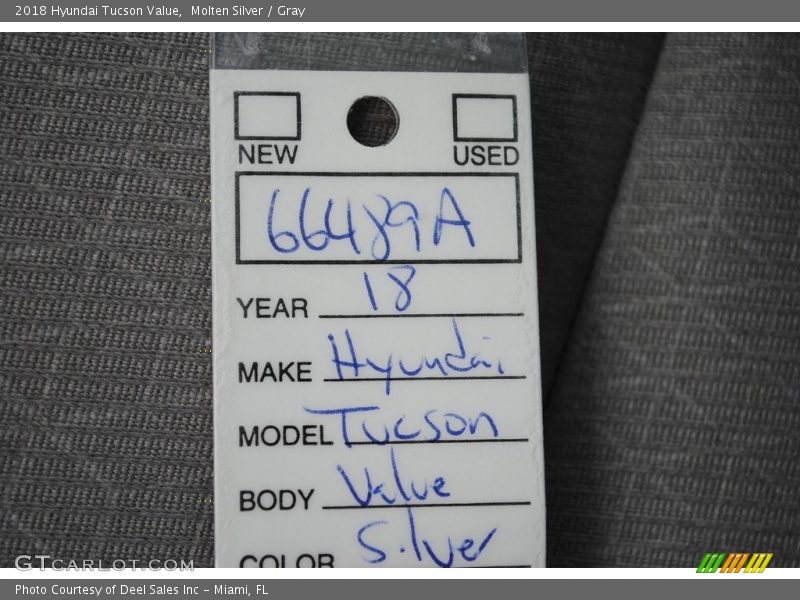 2018 Hyundai Tucson Value, Molten Silver / Gray
NEW USED
66489A
YEAR 18
MAKE Hyundai
MODEL Tucson
BODY Value
COLOR Silver
GTCARLOT.COM
Photo Courtesy of Deel Sales Inc - Miami, FL